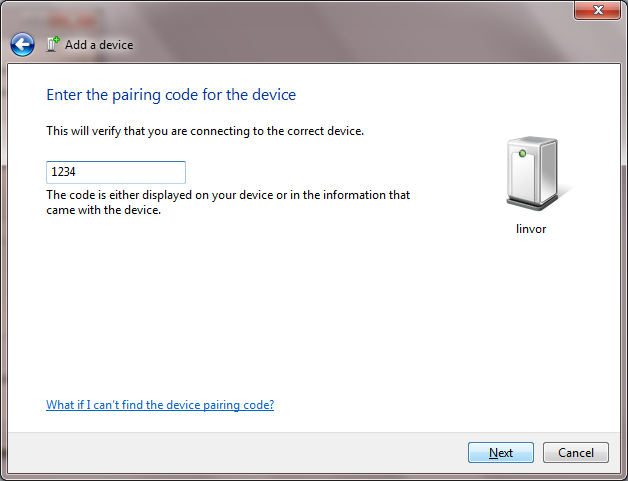 Add a device
Enter the pairing code for the device
This will verify that you are connecting to the correct device.
1234
The code is either displayed on your device or in the information that
came with the device.
linvor
What if I can't find the device pairing code?
Next
Cancel